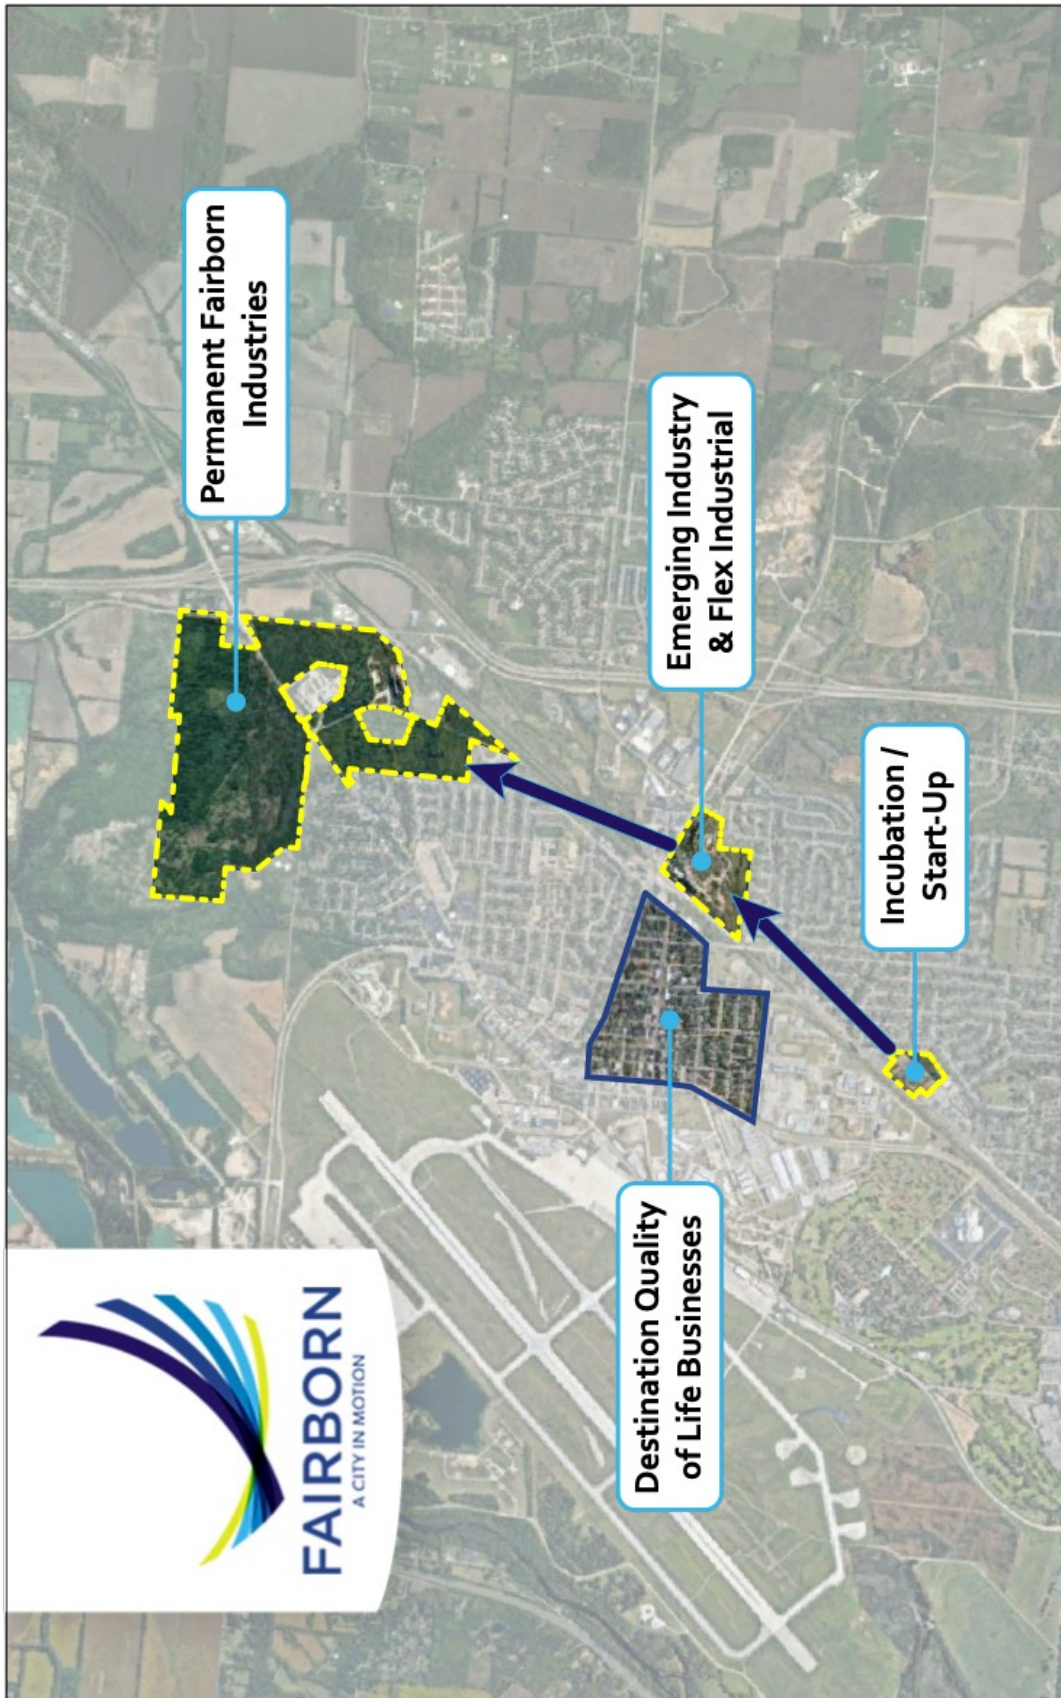 FAIRBORN
A CITY IN MOTION
Permanent Fairborn
Industries
Destination Quality
of Life Businesses
Emerging Industry
& Flex Industrial
Incubation /
Start-Up